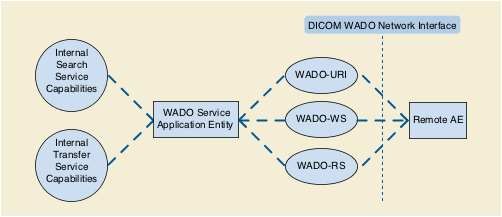 DICOM WADO Network Interface
Internal
Search
Service
Capabilities
WADO-URI
WADO Service
Application Entity
WADO-WS
Remote AE
Internal
Transfer
Service
Capabilities
WADO-RS